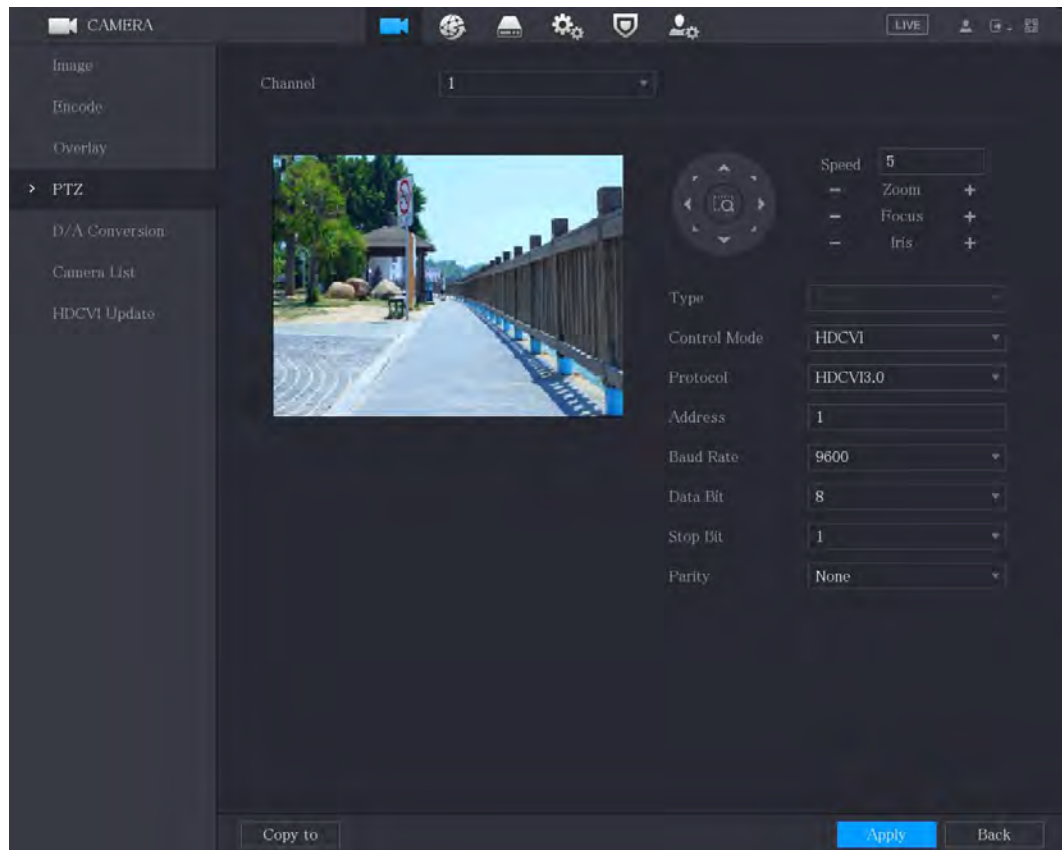 CAMERA
LIVE
Image
Encode
Overlay
PTZ
D/A Conversion
Camera List
HDCVI Update
Channel 1
Speed 5
- Zoom +
- Focus +
- Iris +
Type
Control Mode HDCVI
Protocol HDCVI3.0
Address 1
Baud Rate 9600
Data Bit 8
Stop Bit 1
Parity None
Copy to
Apply
Back